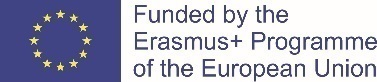 Funded by the
Erasmus+ Programme
of the European Union